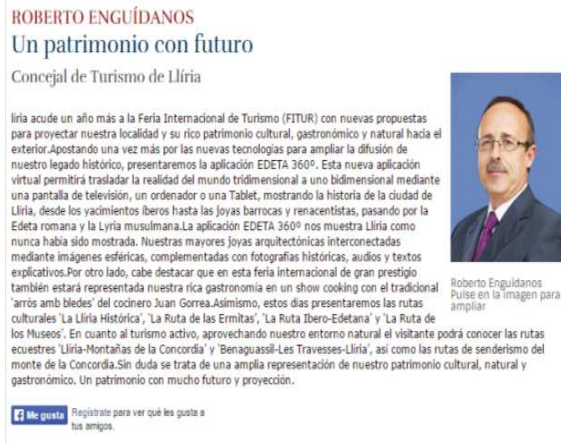 ROBERTO ENGUÍDANOS
Un patrimonio con futuro
Concejal de Turismo de Llíria
líria acude un año más a la Feria Internacional de Turismo (FITUR) con nuevas propuestas
para proyectar nuestra localidad y su rico patrimonio cultural, gastronómico y natural hacia el
exterior.Apostando una vez más por las nuevas tecnologías para ampliar la difusión de
nuestro legado histórico, presentaremos la aplicación EDETA 360º. Esta nueva aplicación
virtual permitirá trasladar la realidad del mundo tridimensional a uno bidimensional mediante
una pantalla de televisión, un ordenador o una Tablet, mostrando la historia de la ciudad de
Llíria, desde los yacimientos íberos hasta las joyas barrocas y renacentistas, pasando por la
Edeta romana y la Lyria musulmana.La aplicación EDETA 360º nos muestra Llíria como
nunca había sido mostrada. Nuestras mayores joyas arquitectónicas interconectadas
mediante imágenes esféricas, complementadas con fotografías históricas, audios y textos
explicativos.Por otro lado, cabe destacar que en esta feria internacional de gran prestigio
también estará representada nuestra rica gastronomía en un show cooking con el tradicional
`arròs amb bledes´ del cocinero Juan Gorrea.Asimismo, estos días presentaremos las rutas
culturales `La Llíria Histórica´, `La Ruta de las Ermitas´, `La Ruta Ibero-Edetana´ y `La Ruta de
los Museos´. En cuanto al turismo activo, aprovechando nuestro entorno natural el visitante podrá conocer las rutas
ecuestres `Llíria-Montañas de la Concordia´ y `Benaguassil-Les Travesses-Llíria´, así como las rutas de senderismo del
monte de la Concordia.Sin duda se trata de una amplia representación de nuestro patrimonio cultural, natural y
gastronómico. Un patrimonio con mucho futuro y proyección.
Roberto Enguídanos
Pulse en la imagen para
ampliar
Me gusta Regístrate para ver qué les gusta a
tus amigos.